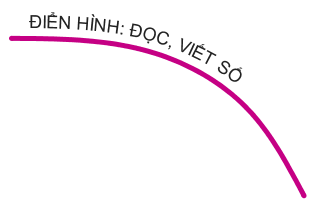 ĐIỂN HÌNH: ĐỌC, VIẾT SỐ